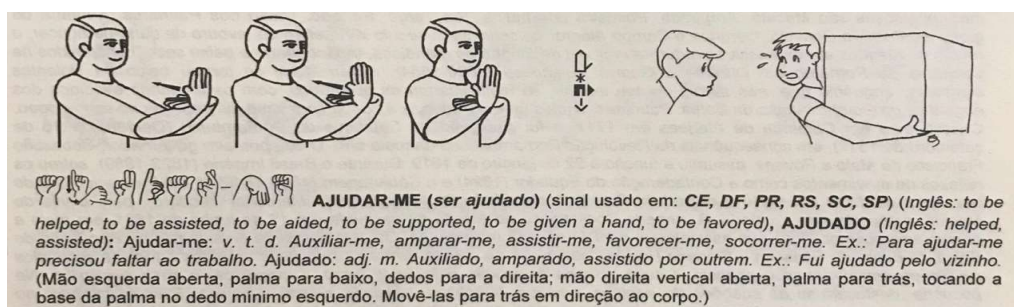 AJUDAR-ME (ser ajudado) (sinal usado em: CE, DF, PR, RS, SC, SP) (Inglês: to be
helped, to be assisted, to be aided, to be supported, to be given a hand, to be favored), AJUDADO (Inglês: helped,
assisted): Ajudar-me: v. t. d. Auxiliar-me, amparar-me, assistir-me, favorecer-me, socorrer-me. Ex.: Para ajudar-me
precisou faltar ao trabalho. Ajudado: adj. m. Auxiliado, amparado, assistido por outrem. Ex.: Fui ajudado pelo vizinho.
(Mão esquerda aberta, palma para baixo, dedos para a direita; mão direita vertical aberta, palma para trás, tocando a
base da palma no dedo mínimo esquerdo. Movê-las para trás em direção ao corpo.)